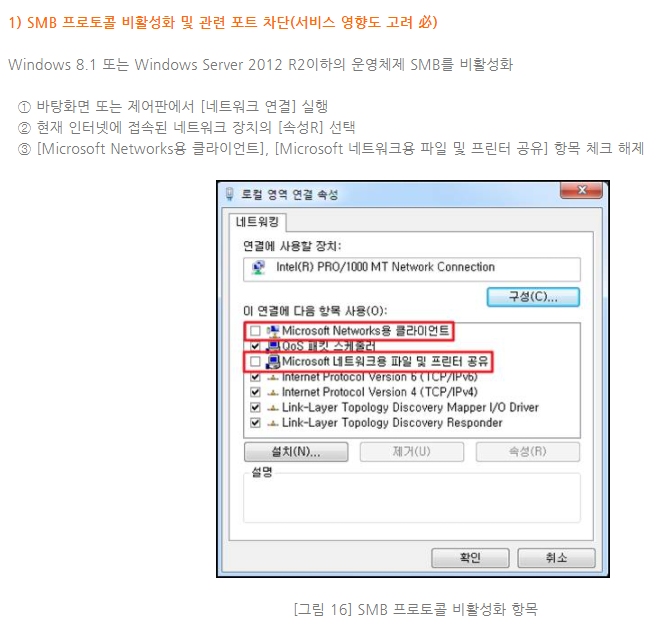 1) SMB 프로토콜 비활성화 및 관련 포트 차단(서비스 영향도 고려 必)
Windows 8.1 또는 Windows Server 2012 R2이하의 운영체제 SMB를 비활성화
① 바탕화면 또는 제어판에서 [네트워크 연결] 실행
② 현재 인터넷에 접속된 네트워크 장치의 [속성R] 선택
③ [Microsoft Networks용 클라이언트], [Microsoft 네트워크용 파일 및 프린터 공유] 항목 체크 해제
로컬 영역 연결 속성
네트워킹
연결에 사용할 장치:
Intel(R) PRO/1000 MT Network Connection
구성(C)...
이 연결에 다음 항목 사용(O):
Microsoft Networks용 클라이언트
QoS 패킷 스케줄러
Microsoft 네트워크용 파일 및 프린터 공유
Internet Protocol Version 6 (TCP/IPv6)
Internet Protocol Version 4 (TCP/IPv4)
Link-Layer Topology Discovery Mapper I/O Driver
Link-Layer Topology Discovery Responder
설치(N)... 제거(U) 속성(R)
설명
확인 취소
[그림 16] SMB 프로토콜 비활성화 항목